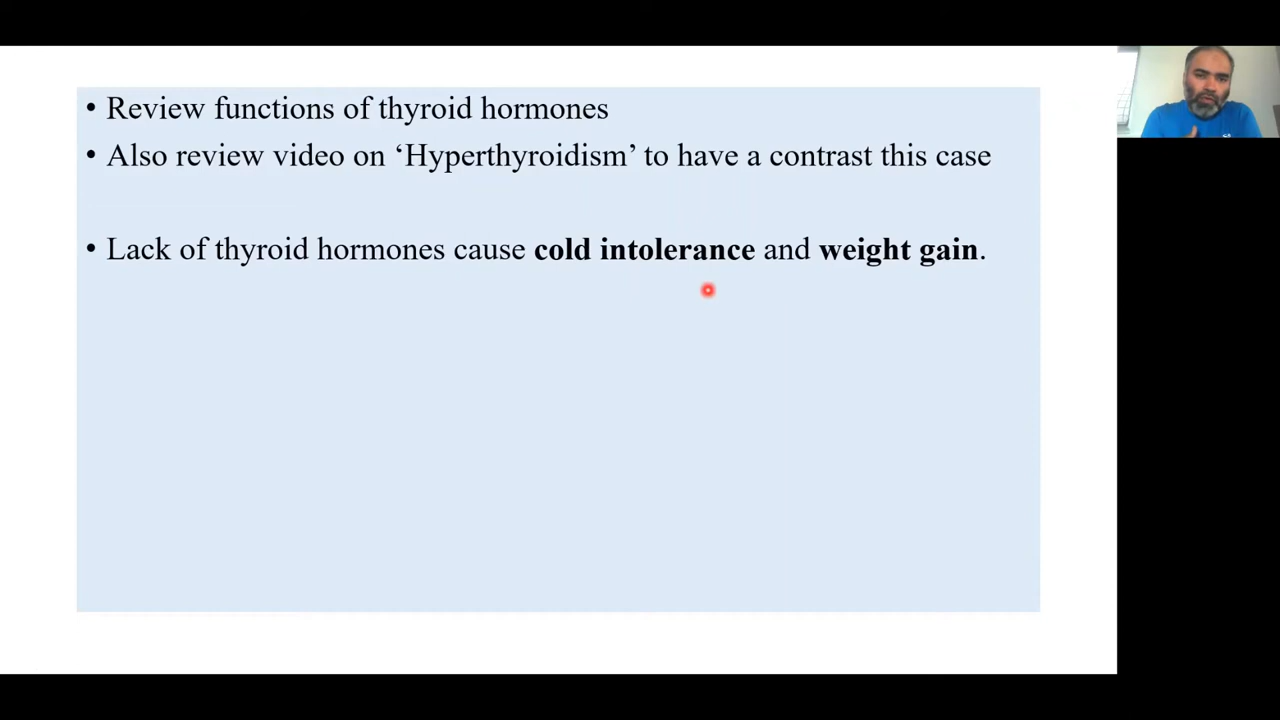 • Review functions of thyroid hormones
• Also review video on ‘Hyperthyroidism’ to have a contrast this case
• Lack of thyroid hormones cause cold intolerance and weight gain.